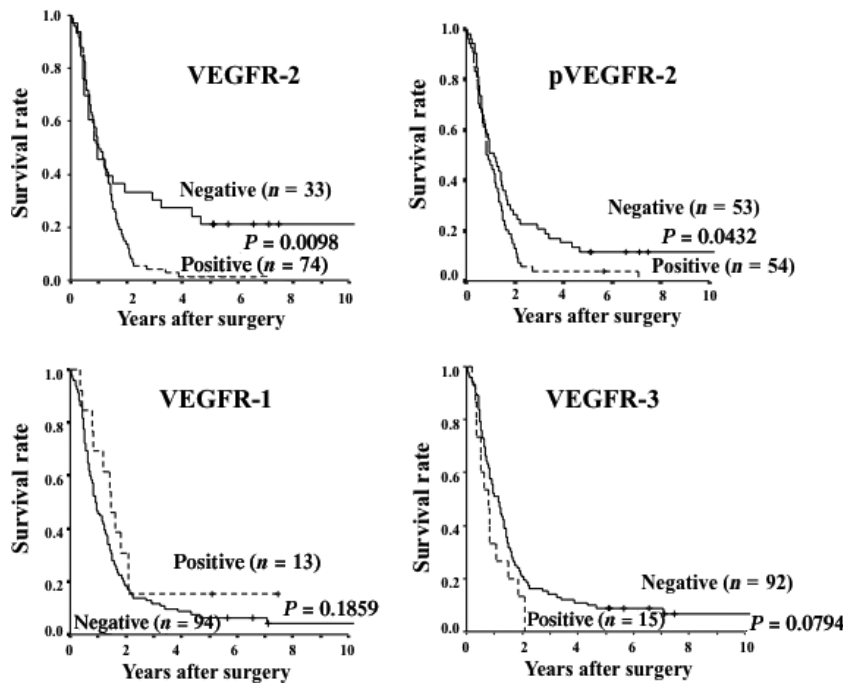 VEGFR-2
Survival rate
1.0
0.8
0.6
0.4
0.2
0.0
Negative (n = 33)
P = 0.0098
Positive (n = 74)
0 2 4 6 8 10
Years after surgery
pVEGFR-2
Survival rate
1.0
0.8
0.6
0.4
0.2
0.0
Negative (n = 53)
P = 0.0432
Positive (n = 54)
0 2 4 6 8 10
Years after surgery
VEGFR-1
Survival rate
1.0
0.8
0.6
0.4
0.2
0.0
Positive (n = 13)
P = 0.1859
Negative (n = 94)
0 2 4 6 8 10
Years after surgery
VEGFR-3
Survival rate
1.0
0.8
0.6
0.4
0.2
0.0
Negative (n = 92)
Positive (n = 15)
P = 0.0794
0 2 4 6 8 10
Years after surgery